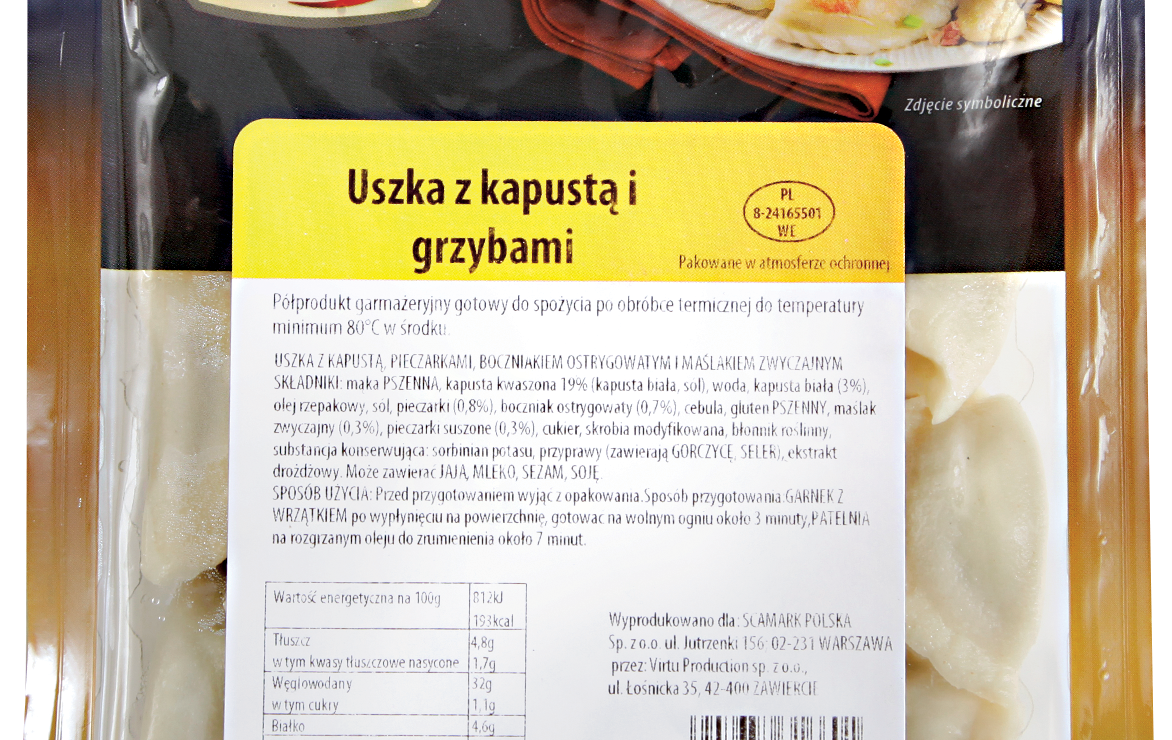 Zdjęcie symboliczne
Uszka z kapustą i
grzybami
PL
8-24165501
WE
Pakowane w atmosferze ochronnej
Półprodukt garmażeryjny gotowy do spożycia po obróbce termicznej do temperatury
minimum 80°C w środku.
USZKA Z KAPUSTĄ, PIECZARKAMI, BOCZNIAKIEM OSTRYGOWATYM I MAŚLAKIEM ZWYCZAJNYM
SKŁADNIKI: mąka PSZENNA, kapusta kwaszona 19% (kapusta biała, sól), woda, kapusta biała (3%),
olej rzepakowy, sól, pieczarki (0,8%), boczniak ostrygowaty (0,7%), cebula, gluten PSZENNY, maślak
zwyczajny (0,3%), pieczarki suszone (0,3%), cukier, skrobia modyfikowana, błonnik roślinny,
substancja konserwująca: sorbinian potasu, przyprawy (zawierają GORCZYCĘ, SELER), ekstrakt
drożdżowy. Może zawierać JAJA, MLEKO, SEZAM, SOJĘ.
SPOSÓB UŻYCIA: Przed przygotowaniem wyjąć z opakowania.Sposób przygotowania.GARNEK Z
WRZĄTKIEM po wypłynięciu na powierzchnię, gotować na wolnym ogniu około 3 minuty,PATELNIA
na rozgrzanym oleju do zrumienienia około 7 minut.
Wartość energetyczna na 100g 812kJ
193kcal
Tłuszcz 4,8g
w tym kwasy tłuszczowe nasycone 1,7g
Węglowodany 32g
w tym cukry 1,1g
Białko 4,6g
Wyprodukowano dla: SCAMARK POLSKA
Sp. z o.o. ul. Jutrzenki 156; 02-231 WARSZAWA
przez: Virtu Production sp. z o.o.,
ul. Łośnicka 35, 42-400 ZAWIERCIE